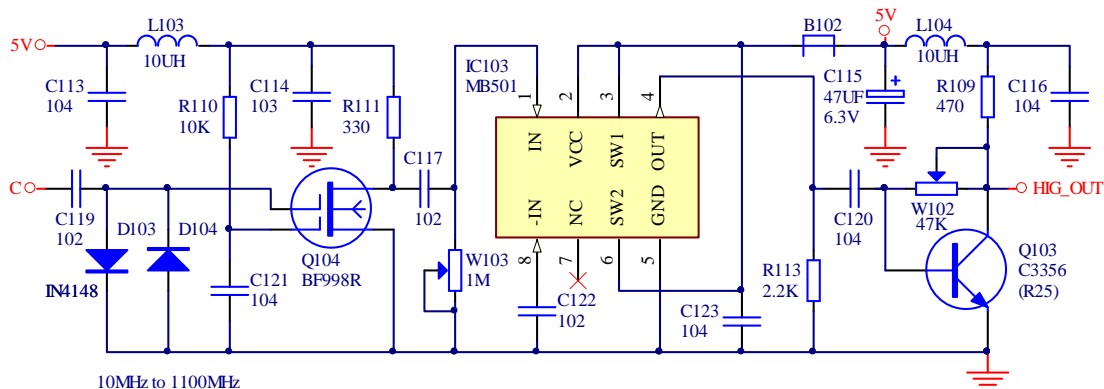 5V
L103
10UH
C113
104
R110
10K
C114
103
R111
330
IC103
MB501
1
2
3
4
IN
VCC
SW1
OUT
-IN
NC
SW2
GND
8
7
6
5
B102
5V
L104
10UH
C115
47UF
6.3V
R109
470
C116
104
C
C119
102
D103
D104
IN4148
C121
104
Q104
BF998R
C117
102
W103
1M
C122
102
C123
104
R113
2.2K
C120
104
W102
47K
HIG_OUT
Q103
C3356
(R25)
10MHz to 1100MHz